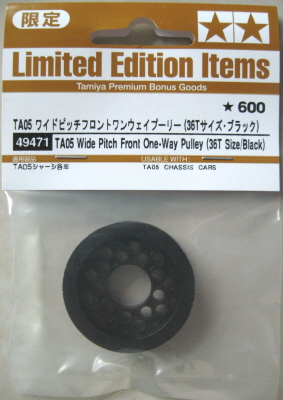 限定
Limited Edition Items
Tamiya Premium Bonus Goods
★600
TA05 ワイドピッチフロントワンウェイプーリー(36Tサイズ・ブラック)
49471 TA05 Wide Pitch Front One-Way Pulley (36T Size/Black)
適用製品 USABLE WITH:
TA05シャーシ各車 TA05 CHASSIS CARS